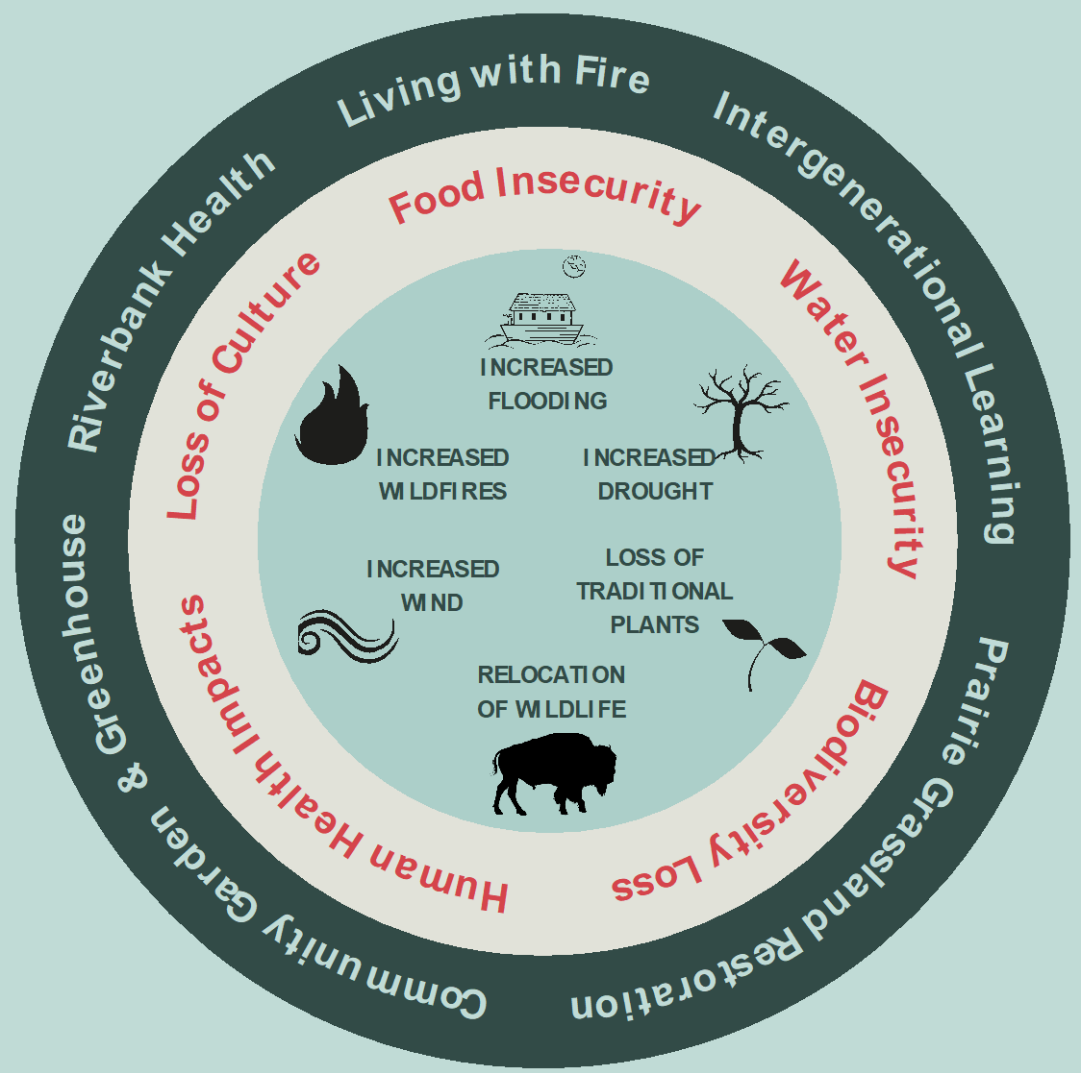 Living with Fire
Intergenerational Learning
Prairie Grassland Restoration
Community Garden & Greenhouse
Riverbank Health
Food Insecurity
Water Insecurity
Biodiversity Loss
Human Health Impacts
Loss of Culture
INCREASED
FLOODING
INCREASED
DROUGHT
LOSS OF
TRADITIONAL
PLANTS
RELOCATION
OF WILDLIFE
INCREASED
WIND
INCREASED
WILDFIRES